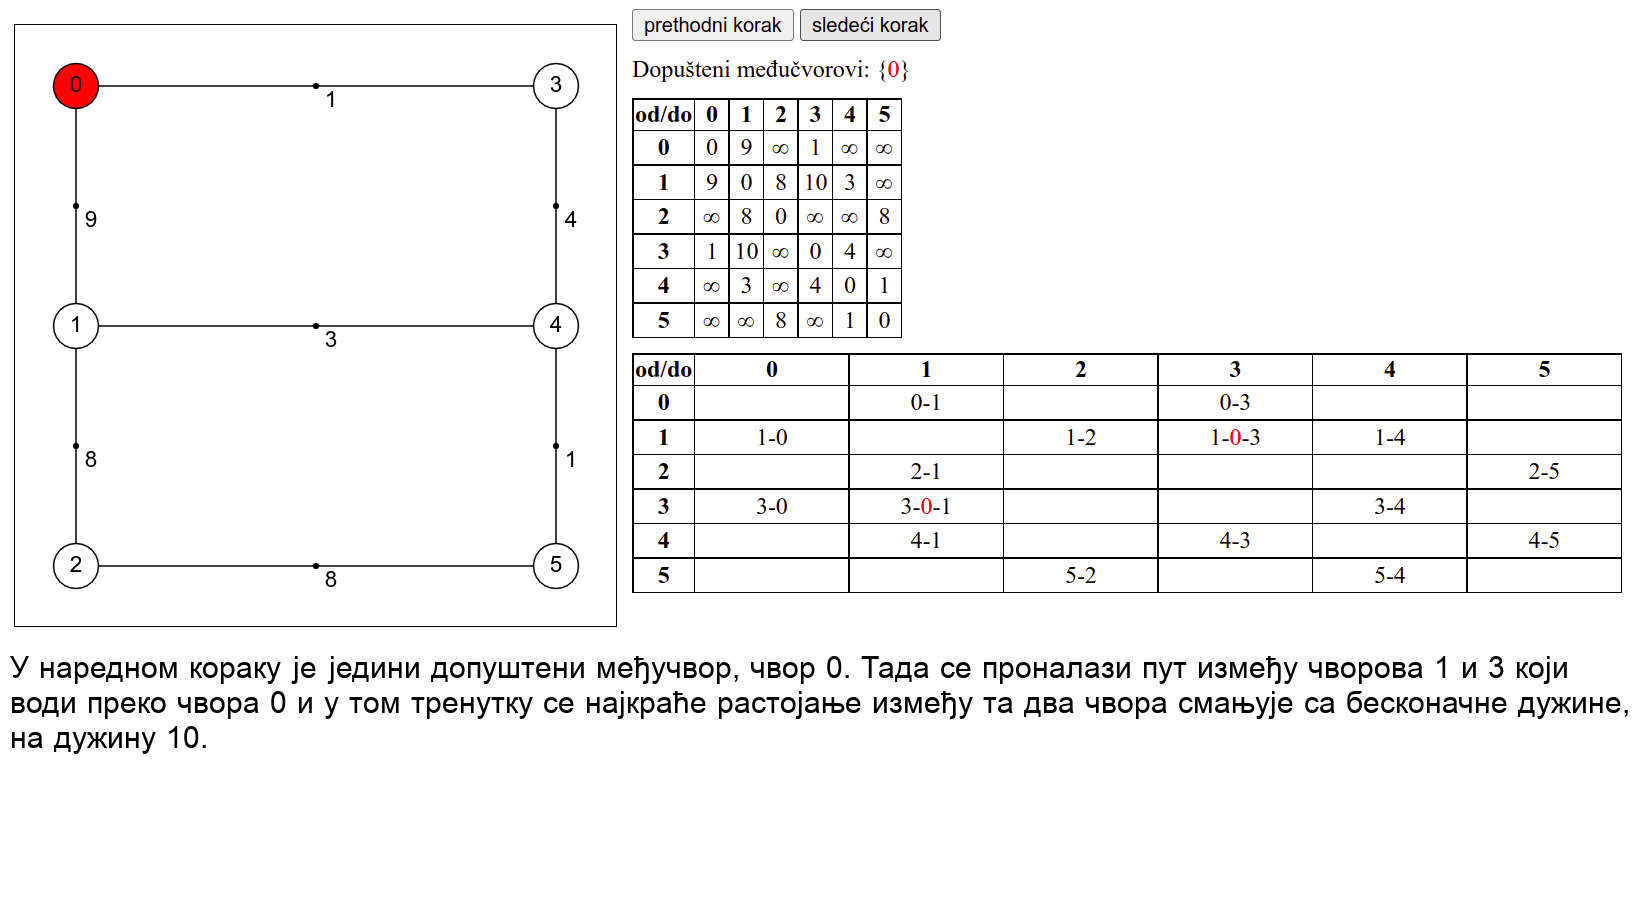 prethodni korak sledeći korak
Dopušteni međučvorovi: {0}
0
1
3
9
4
1
3
4
8
1
2
8
5
od/do 0 1 2 3 4 5
0 0 9 ∞ 1 ∞ ∞
1 9 0 8 10 3 ∞
2 ∞ 8 0 ∞ ∞ 8
3 1 10 ∞ 0 4 ∞
4 ∞ 3 ∞ 4 0 1
5 ∞ ∞ 8 ∞ 1 0
od/do 0 1 2 3 4 5
0 0-1 0-3
1 1-0 1-2 1-0-3 1-4
2 2-1 2-5
3 3-0 3-0-1 3-4
4 4-1 4-3 4-5
5 5-2 5-4
У наредном кораку је једини допуштени међучвор, чвор 0. Тада се проналази пут између чворова 1 и 3 који
води преко чвора 0 и у том тренутку се најкраће растојање између та два чвора смањује са бесконачне дужине,
на дужину 10.